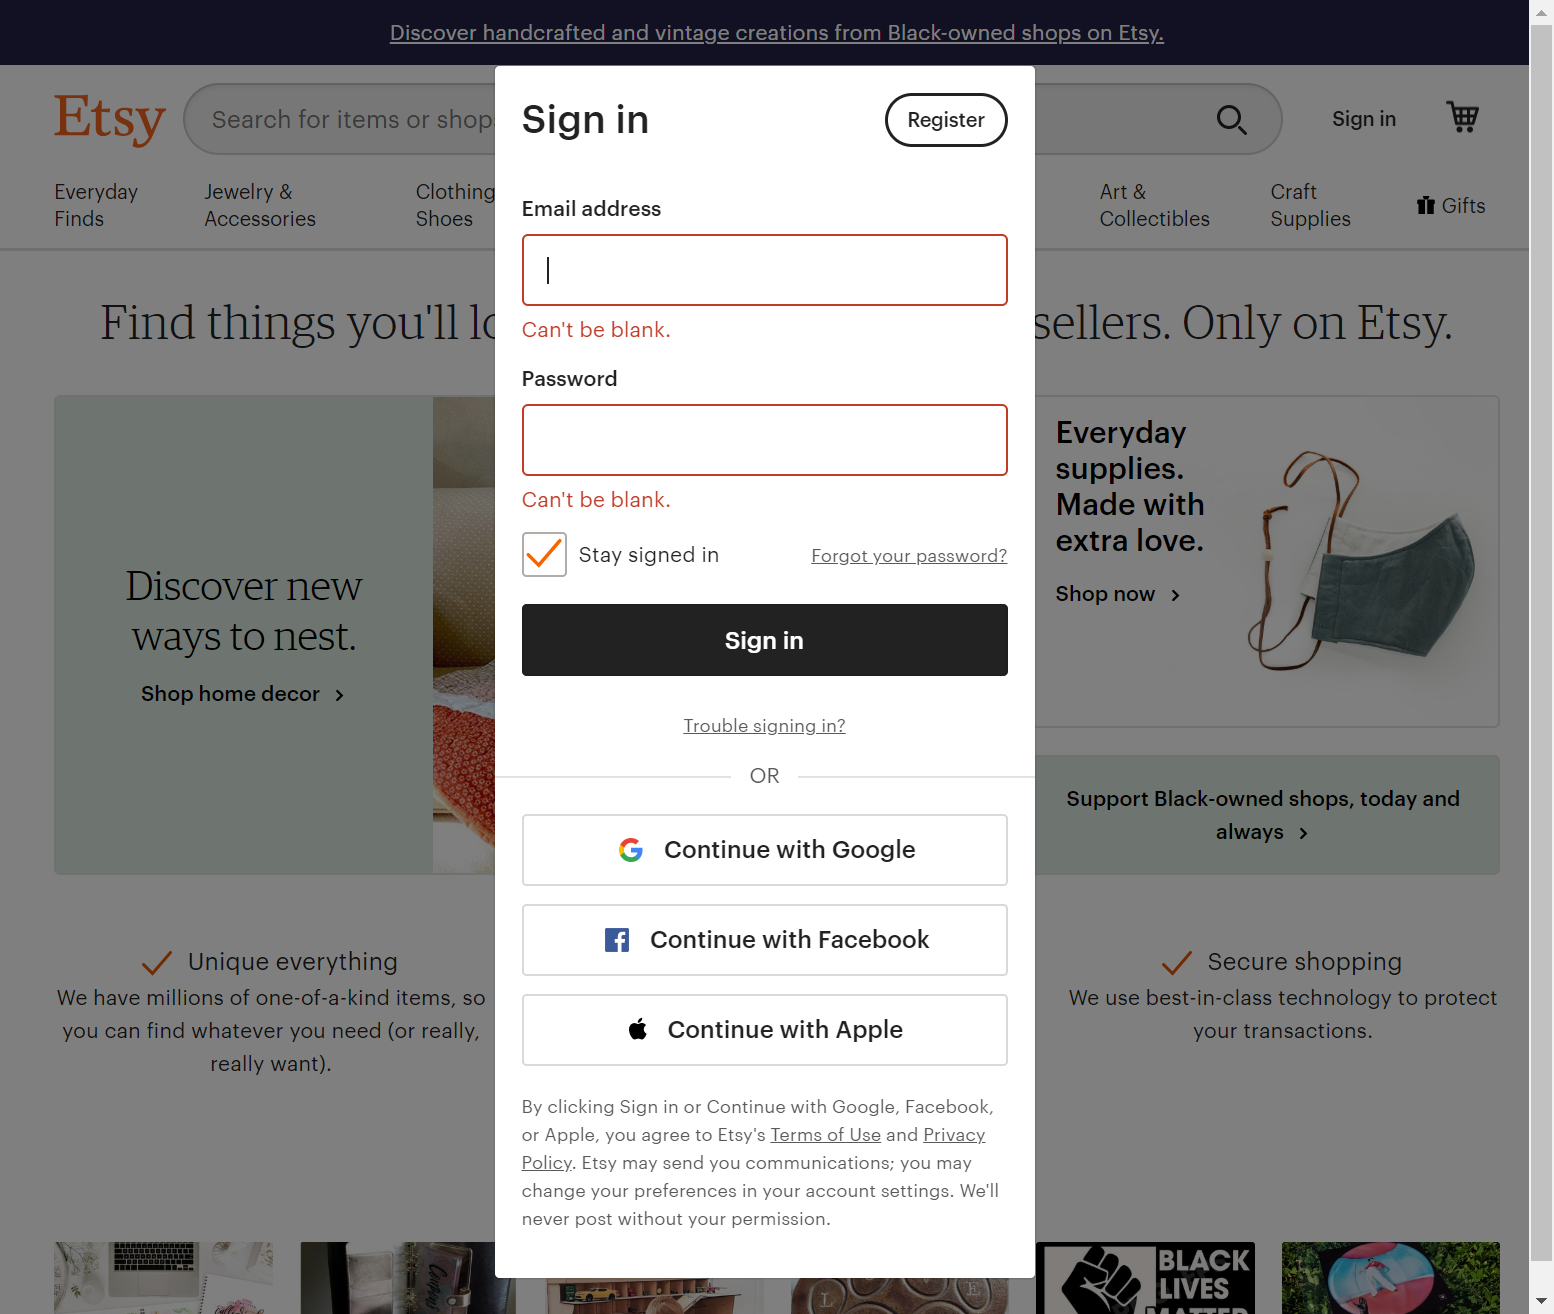 Discover handcrafted and vintage creations from Black-owned shops on Etsy.
Etsy
Search for items or shop
Sign in
Everyday
Finds
Jewelry &
Accessories
Clothing
Shoes
Art &
Collectibles
Craft
Supplies
Gifts
Sign in
Register
Email address
Can't be blank.
Password
Can't be blank.
Stay signed in
Forgot your password?
Sign in
Trouble signing in?
OR
Continue with Google
Continue with Facebook
Continue with Apple
By clicking Sign in or Continue with Google, Facebook,
or Apple, you agree to Etsy's Terms of Use and Privacy
Policy. Etsy may send you communications; you may
change your preferences in your account settings. We'll
never post without your permission.
Find things you'll
sellers. Only on Etsy.
Discover new
ways to nest.
Shop home decor
Everyday
supplies.
Made with
extra love.
Shop now
Support Black-owned shops, today and
always
Unique everything
We have millions of one-of-a-kind items, so
you can find whatever you need (or really,
really want).
Secure shopping
We use best-in-class technology to protect
your transactions.
BLACK
LIVES
MATTER